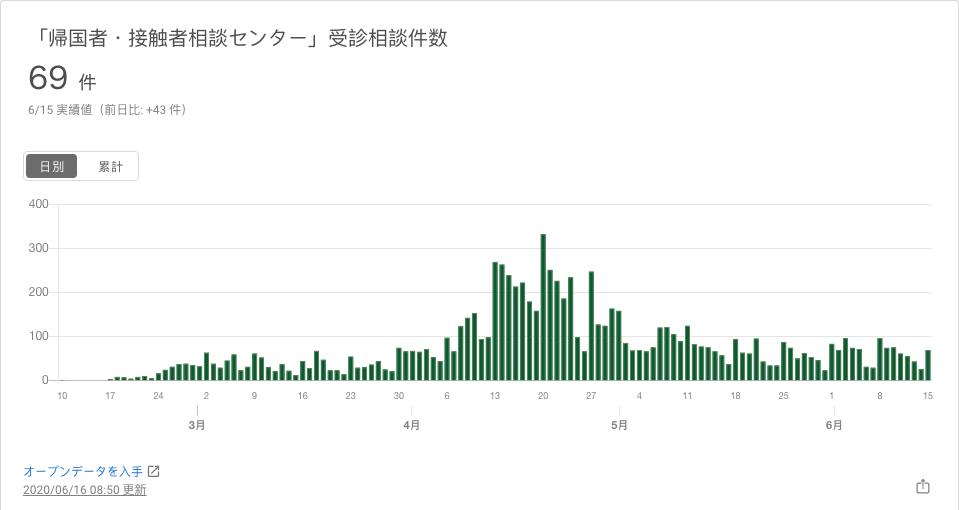 「帰国者・接触者相談センター」受診相談件数
69 件
6/15 実績値（前日比: +43 件）
日別 累計
400
300
200
100
0
10 17 24 2 9 16 23 30 6 13 20 27 4 11 18 25 1 8 15
3月 4月 5月 6月
オープンデータを入手
2020/06/16 08:50 更新